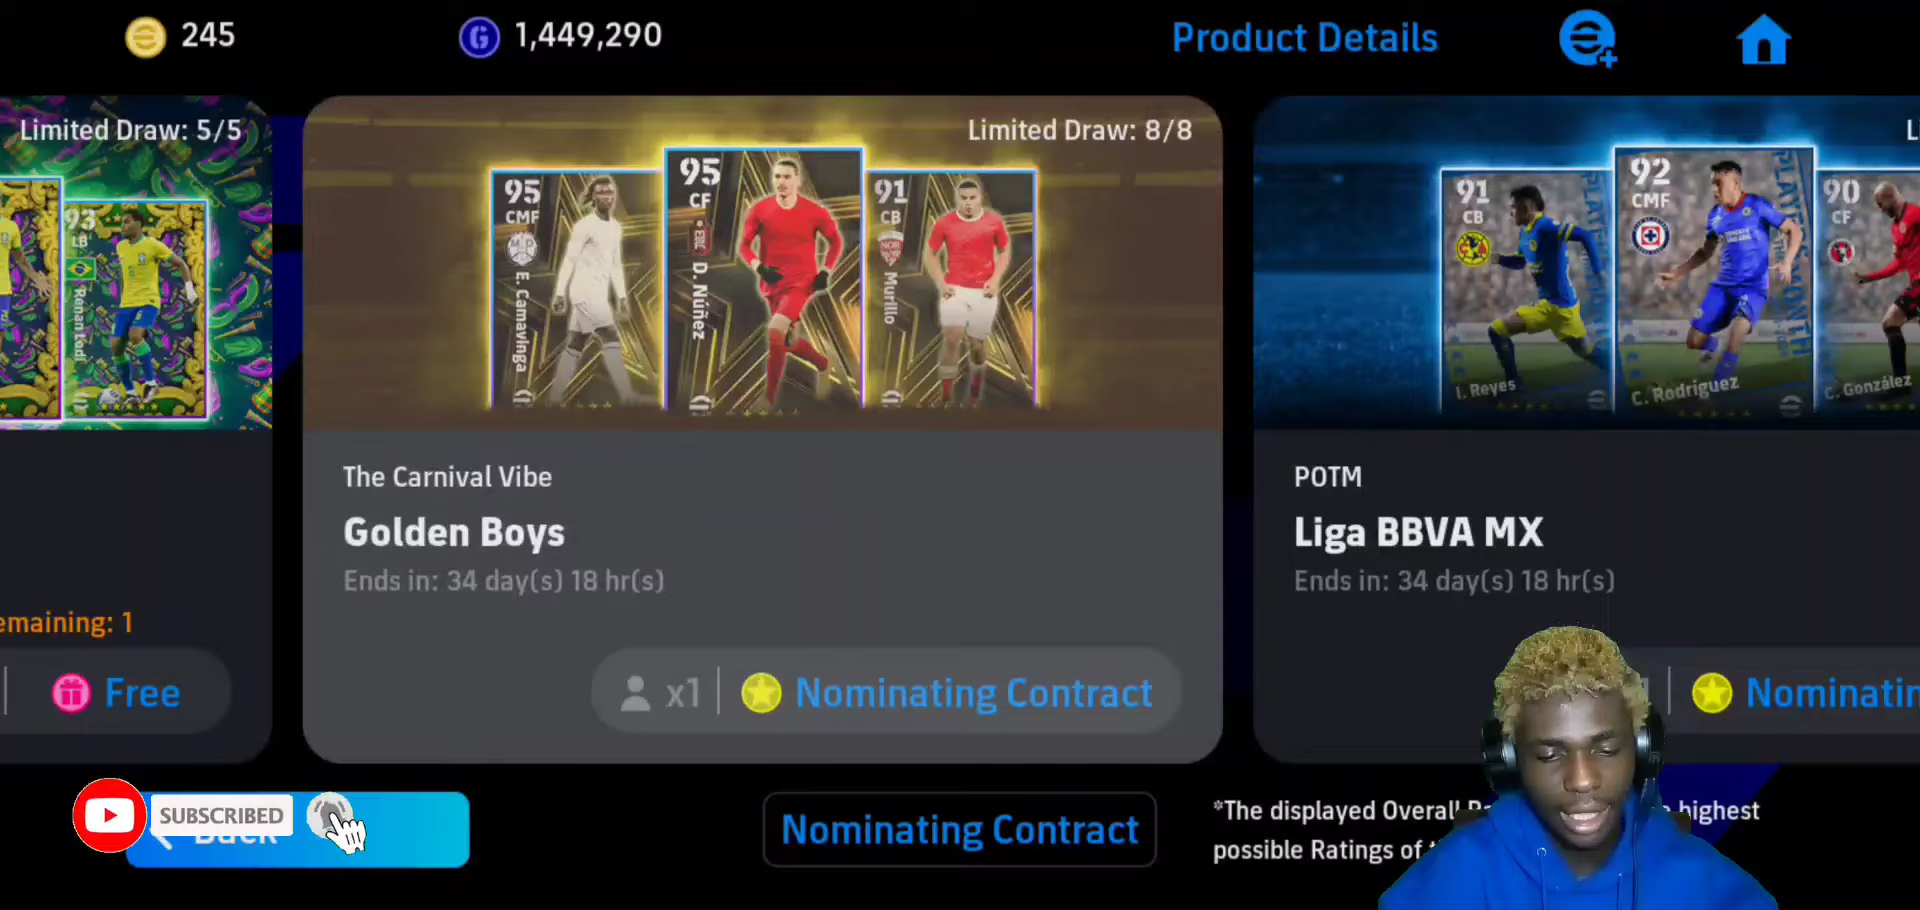 245
1,449,290
Product Details
Limited Draw: 5/5
93
LB
Renan Lodi
Limited Draw: 8/8
95
CMF
E. Camavinga
95
CF
D. Núñez
91
CB
Murillo
L
91
CB
I. Reyes
92
CMF
C. Rodríguez
90
CF
C. González
The Carnival Vibe
Golden Boys
Ends in: 34 day(s) 18 hr(s)
POTM
Liga BBVA MX
Ends in: 34 day(s) 18 hr(s)
emaining: 1
Free
x1
Nominating Contract
Nominatin
SUBSCRIBED
Back
Nominating Contract
*The displayed Overall highest
possible Ratings of